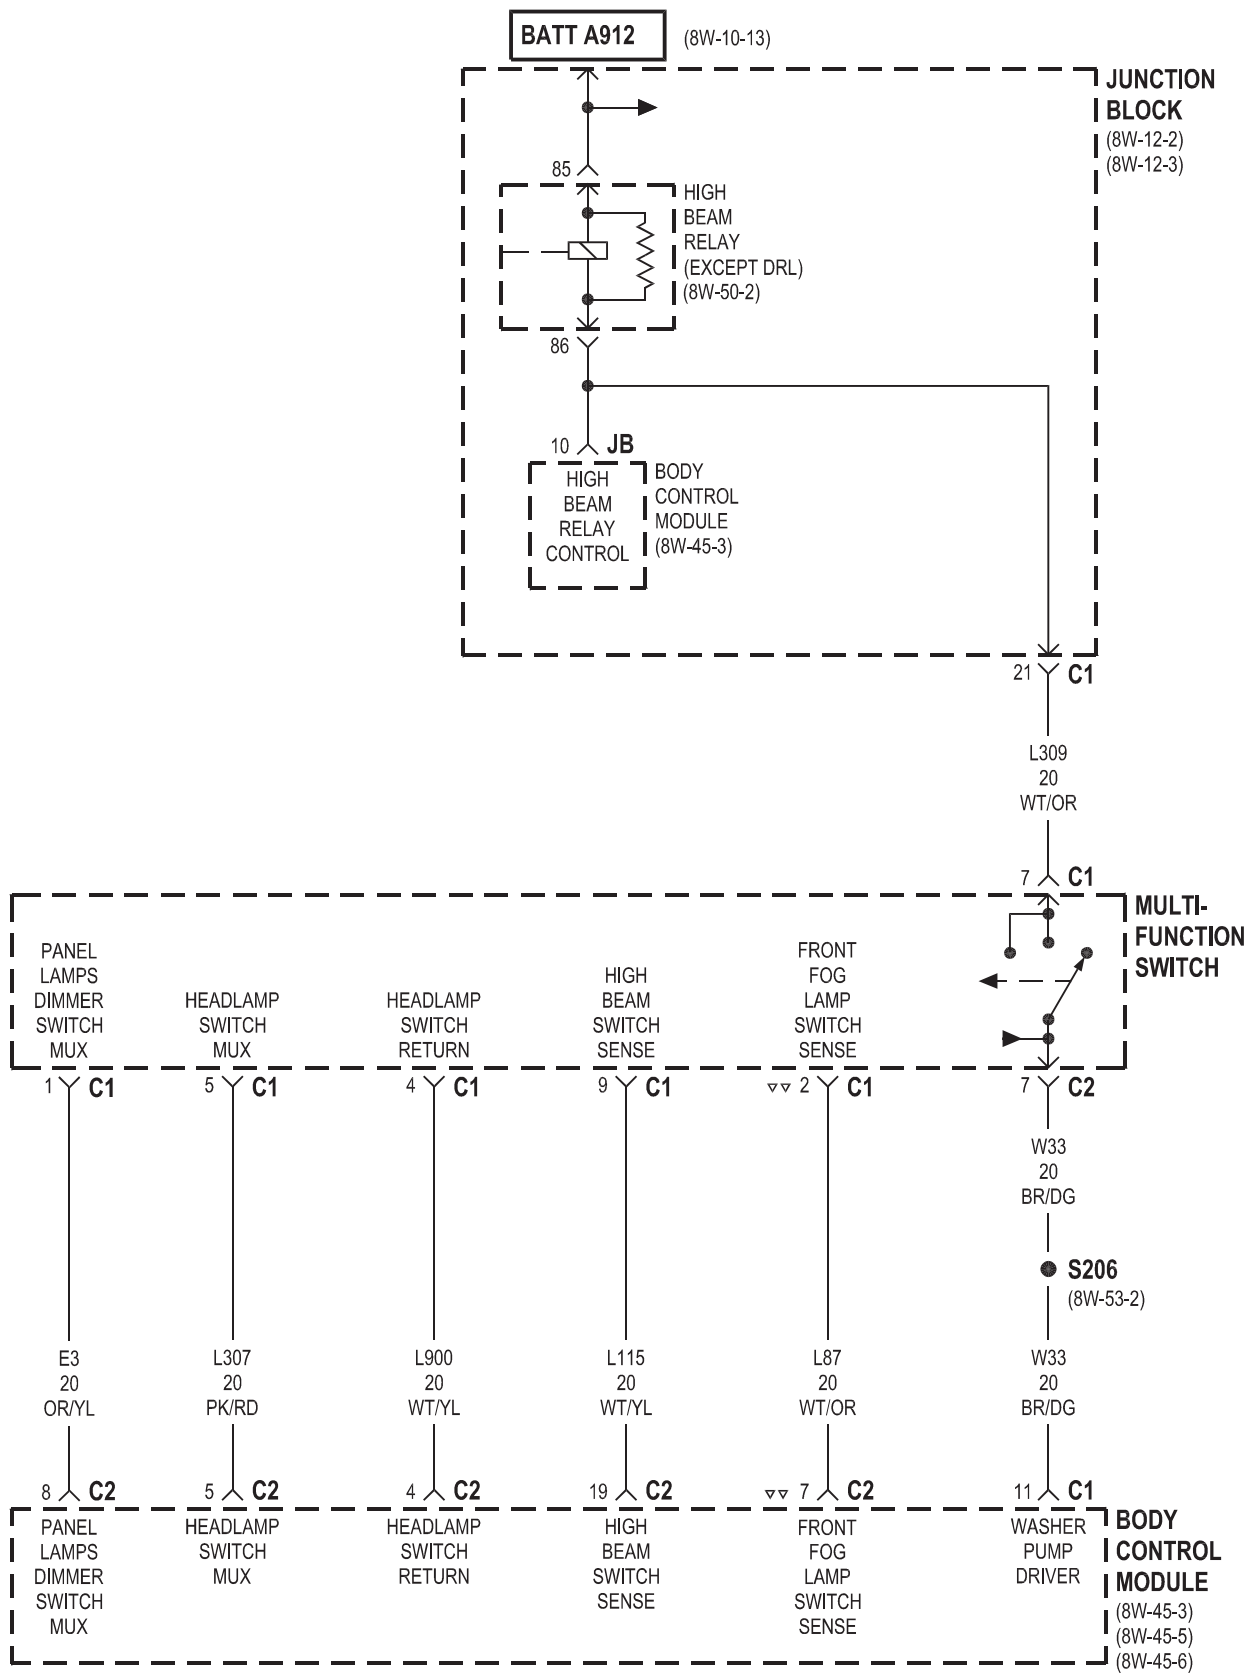 BATT A912
(8W-10-13)
JUNCTION
BLOCK
(8W-12-2)
(8W-12-3)
85
HIGH
BEAM
RELAY
(EXCEPT DRL)
(8W-50-2)
86
10
JB
HIGH
BEAM
RELAY
CONTROL
BODY
CONTROL
MODULE
(8W-45-3)
21
C1
L309
20
WT/OR
7
C1
MULTI-
FUNCTION
SWITCH
PANEL
LAMPS
DIMMER
SWITCH
MUX
HEADLAMP
SWITCH
MUX
HEADLAMP
SWITCH
RETURN
HIGH
BEAM
SWITCH
SENSE
FRONT
FOG
LAMP
SWITCH
SENSE
1
C1
5
C1
4
C1
9
C1
2
C1
7
C2
W33
20
BR/DG
S206
(8W-53-2)
E3
20
OR/YL
L307
20
PK/RD
L900
20
WT/YL
L115
20
WT/YL
L87
20
WT/OR
W33
20
BR/DG
8
C2
5
C2
4
C2
19
C2
7
C2
11
C1
PANEL
LAMPS
DIMMER
SWITCH
MUX
HEADLAMP
SWITCH
MUX
HEADLAMP
SWITCH
RETURN
HIGH
BEAM
SWITCH
SENSE
FRONT
FOG
LAMP
SWITCH
SENSE
WASHER
PUMP
DRIVER
BODY
CONTROL
MODULE
(8W-45-3)
(8W-45-5)
(8W-45-6)